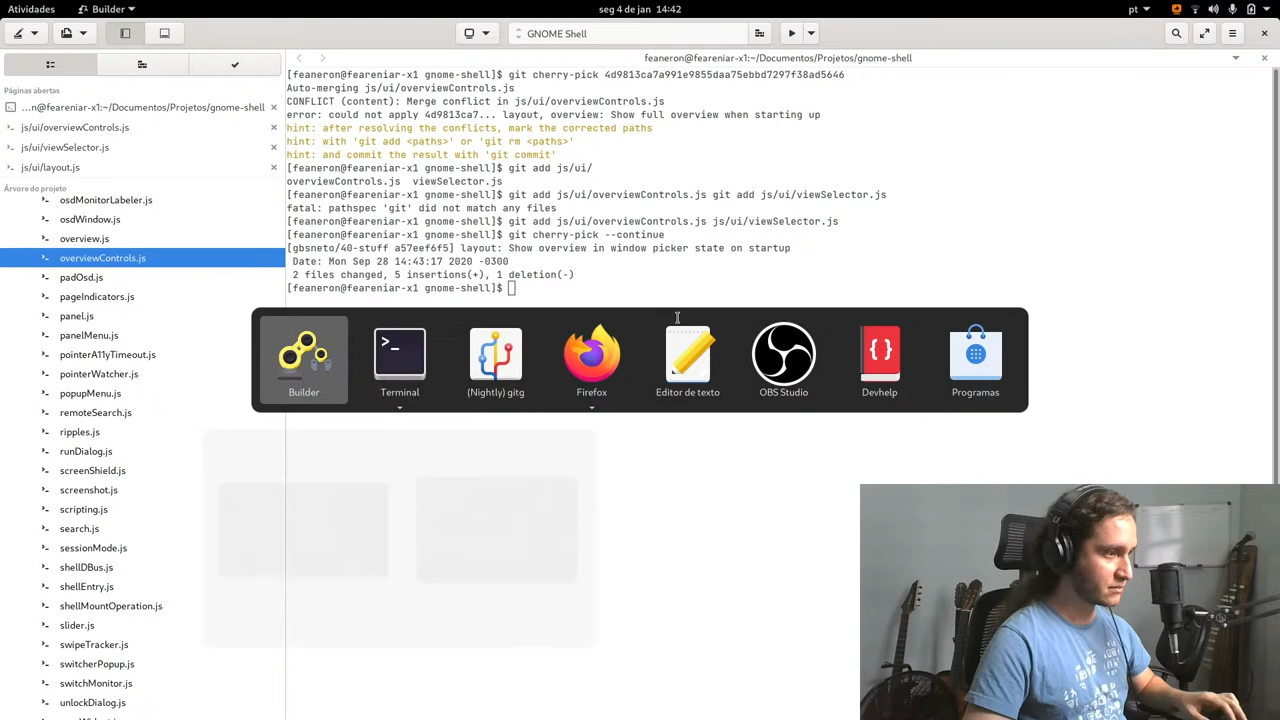 Atividades
Builder
seg 4 de jan 14:42
pt
GNOME Shell
feaneron@feareniar-x1:~/Documentos/Projetos/gnome-shell
Páginas abertas
…n@feareniar-x1:~/Documentos/Projetos/gnome-shell
js/ui/overviewControls.js
js/ui/viewSelector.js
js/ui/layout.js
Árvore do projeto
osdMonitorLabeler.js
osdWindow.js
overview.js
overviewControls.js
padOsd.js
pageIndicators.js
panel.js
panelMenu.js
pointerA11yTimeout.js
pointerWatcher.js
popupMenu.js
remoteSearch.js
ripples.js
runDialog.js
screenShield.js
screenshot.js
scripting.js
search.js
sessionMode.js
shellDBus.js
shellEntry.js
shellMountOperation.js
slider.js
swipeTracker.js
switcherPopup.js
switchMonitor.js
unlockDialog.js
[feaneron@feareniar-x1 gnome-shell]$ git cherry-pick 4d9813ca7a991e9855daa75ebbd7297f38ad5646
Auto-merging js/ui/overviewControls.js
CONFLICT (content): Merge conflict in js/ui/overviewControls.js
error: could not apply 4d9813ca7... layout, overview: Show full overview when starting up
hint: after resolving the conflicts, mark the corrected paths
hint: with 'git add <paths>' or 'git rm <paths>'
hint: and commit the result with 'git commit'
[feaneron@feareniar-x1 gnome-shell]$ git add js/ui/
overviewControls.js viewSelector.js
[feaneron@feareniar-x1 gnome-shell]$ git add js/ui/overviewControls.js git add js/ui/viewSelector.js
fatal: pathspec 'git' did not match any files
[feaneron@feareniar-x1 gnome-shell]$ git add js/ui/overviewControls.js js/ui/viewSelector.js
[feaneron@feareniar-x1 gnome-shell]$ git cherry-pick --continue
[gbsneto/40-stuff a57eef6f5] layout: Show overview in window picker state on startup
Date: Mon Sep 28 14:43:17 2020 -0300
2 files changed, 5 insertions(+), 1 deletion(-)
[feaneron@feareniar-x1 gnome-shell]$
Builder
Terminal
(Nightly) gitg
Firefox
Editor de texto
OBS Studio
Devhelp
Programas